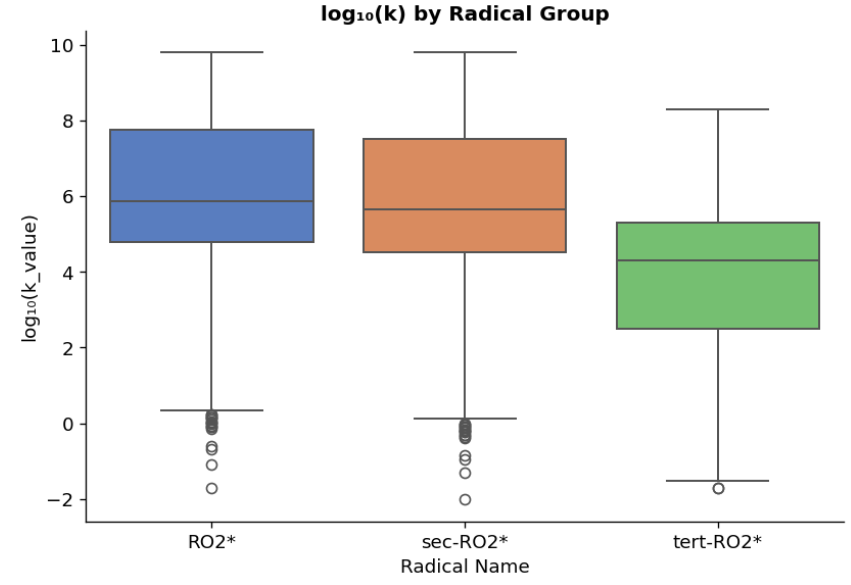 log₁₀(k) by Radical Group
log₁₀(k_value)
10
8
6
4
2
0
−2
RO2*
sec-RO2*
tert-RO2*
Radical Name